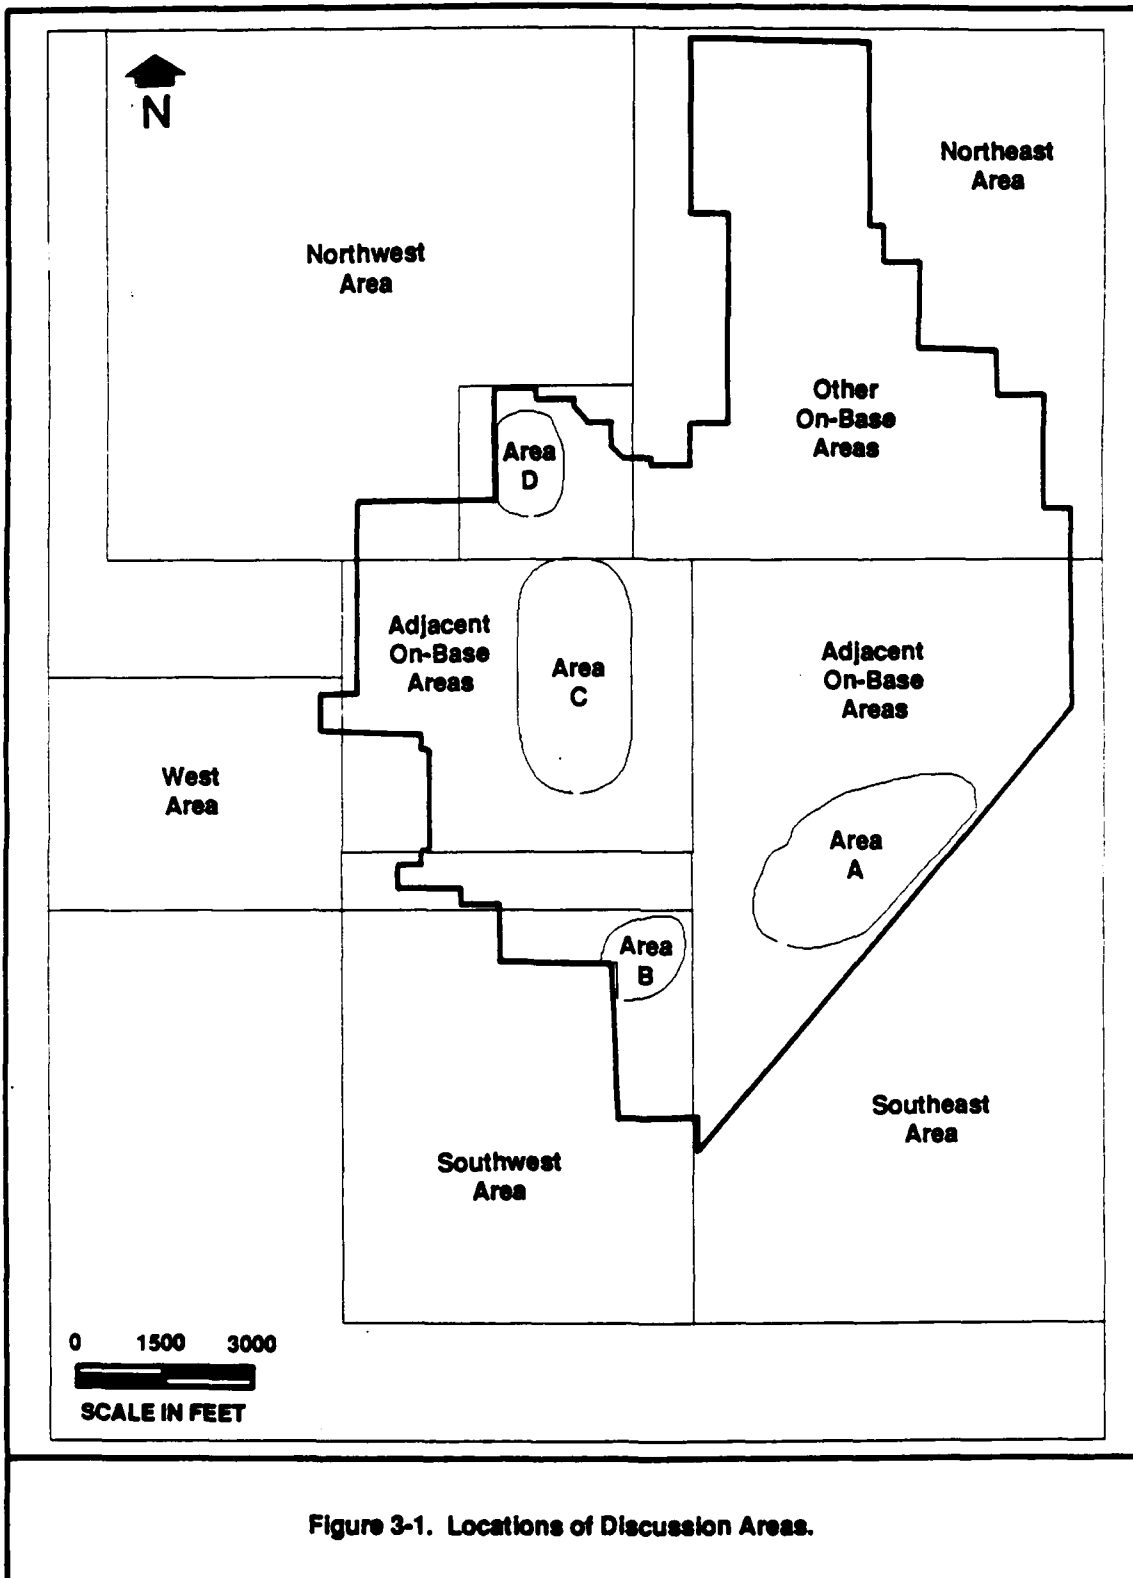 N
Northeast
Area
Northwest
Area
Other
On-Base
Areas
Area
D
Adjacent
On-Base
Areas
Area
C
Adjacent
On-Base
Areas
West
Area
Area
A
Area
B
Southeast
Area
Southwest
Area
0 1500 3000
SCALE IN FEET
Figure 3-1. Locations of Discussion Areas.